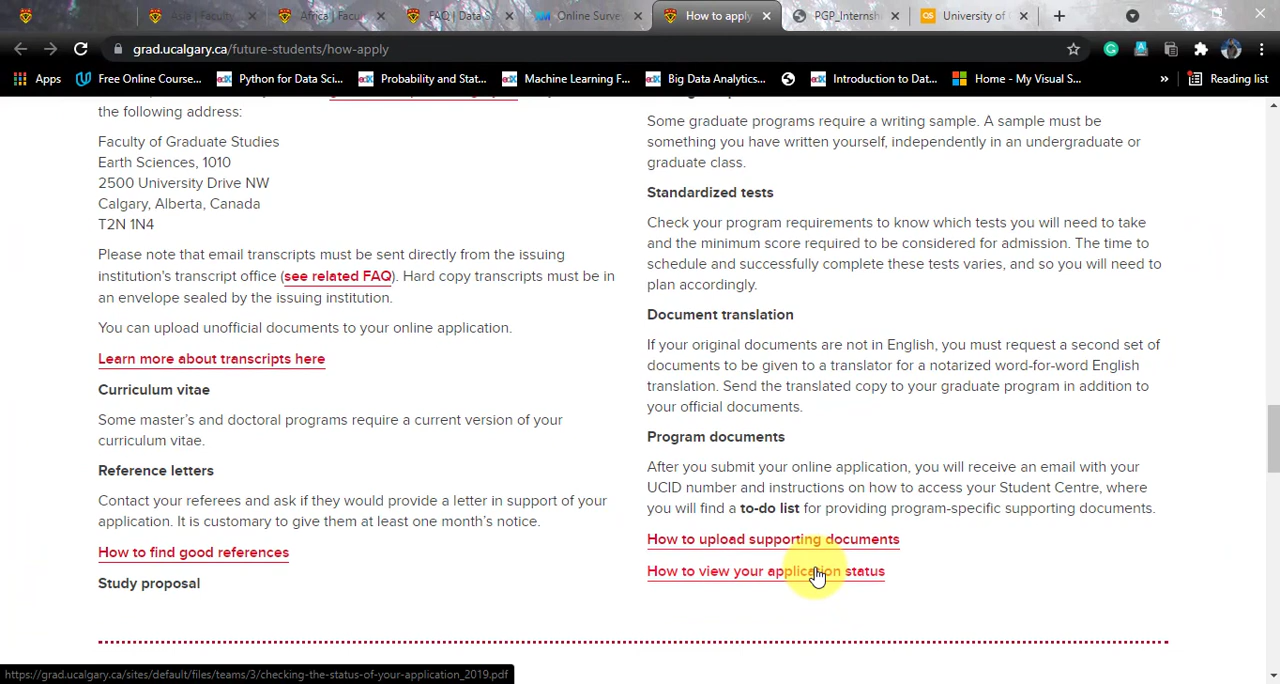 Asia | Faculty
Africa | Facul
FAQ | Data S
Online Surve
How to apply
PGP_Internsh
University of
grad.ucalgary.ca/future-students/how-apply
Apps
Free Online Course...
Python for Data Sci...
Probability and Stat...
Machine Learning F...
Big Data Analytics...
Introduction to Dat...
Home - My Visual S...
»
Reading list
the following address:
Faculty of Graduate Studies
Earth Sciences, 1010
2500 University Drive NW
Calgary, Alberta, Canada
T2N 1N4
Please note that email transcripts must be sent directly from the issuing
institution's transcript office (see related FAQ). Hard copy transcripts must be in
an envelope sealed by the issuing institution.
You can upload unofficial documents to your online application.
Learn more about transcripts here
Curriculum vitae
Some master's and doctoral programs require a current version of your
curriculum vitae.
Reference letters
Contact your referees and ask if they would provide a letter in support of your
application. It is customary to give them at least one month's notice.
How to find good references
Study proposal
Some graduate programs require a writing sample. A sample must be
something you have written yourself, independently in an undergraduate or
graduate class.
Standardized tests
Check your program requirements to know which tests you will need to take
and the minimum score required to be considered for admission. The time to
schedule and successfully complete these tests varies, and so you will need to
plan accordingly.
Document translation
If your original documents are not in English, you must request a second set of
documents to be given to a translator for a notarized word-for-word English
translation. Send the translated copy to your graduate program in addition to
your official documents.
Program documents
After you submit your online application, you will receive an email with your
UCID number and instructions on how to access your Student Centre, where
you will find a to-do list for providing program-specific supporting documents.
How to upload supporting documents
How to view your application status
https://grad.ucalgary.ca/sites/default/files/teams/3/checking-the-status-of-your-application_2019.pdf